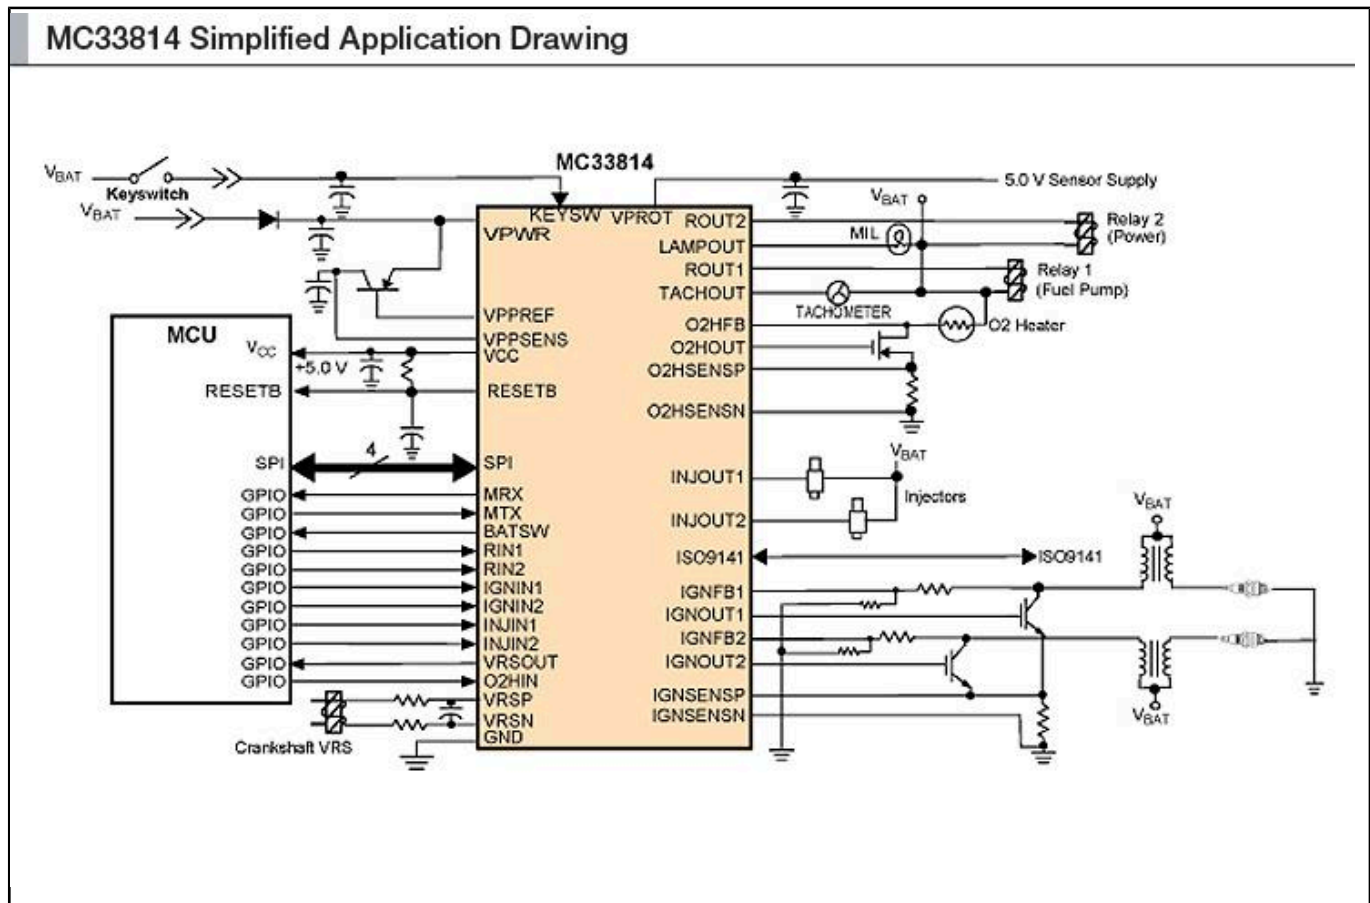 MC33814 Simplified Application Drawing
MC33814
VBAT
Keyswitch
VBAT
5.0 V Sensor Supply
VBAT
KEYSW
VPROT
VPWR
ROUT2
MIL
LAMPOUT
Relay 2
(Power)
ROUT1
Relay 1
(Fuel Pump)
TACHOUT
TACHOMETER
VPPREF
O2HFB
O2 Heater
MCU
VPPSENS
O2HOUT
VCC
+5.0 V
VCC
O2HSENSP
RESETB
RESETB
O2HSENSN
SPI
4
SPI
VBAT
INJOUT1
Injectors
GPIO
MRX
GPIO
MTX
INJOUT2
GPIO
BATSW
GPIO
RIN1
ISO9141
ISO9141
GPIO
RIN2
GPIO
IGNIN1
IGNFB1
GPIO
IGNIN2
IGNOUT1
GPIO
INJIN1
GPIO
INJIN2
IGNFB2
GPIO
VRSOUT
IGNOUT2
GPIO
O2HIN
VRSP
IGNSENSP
VRSN
IGNSENSN
GND
Crankshaft VRS
VBAT
VBAT